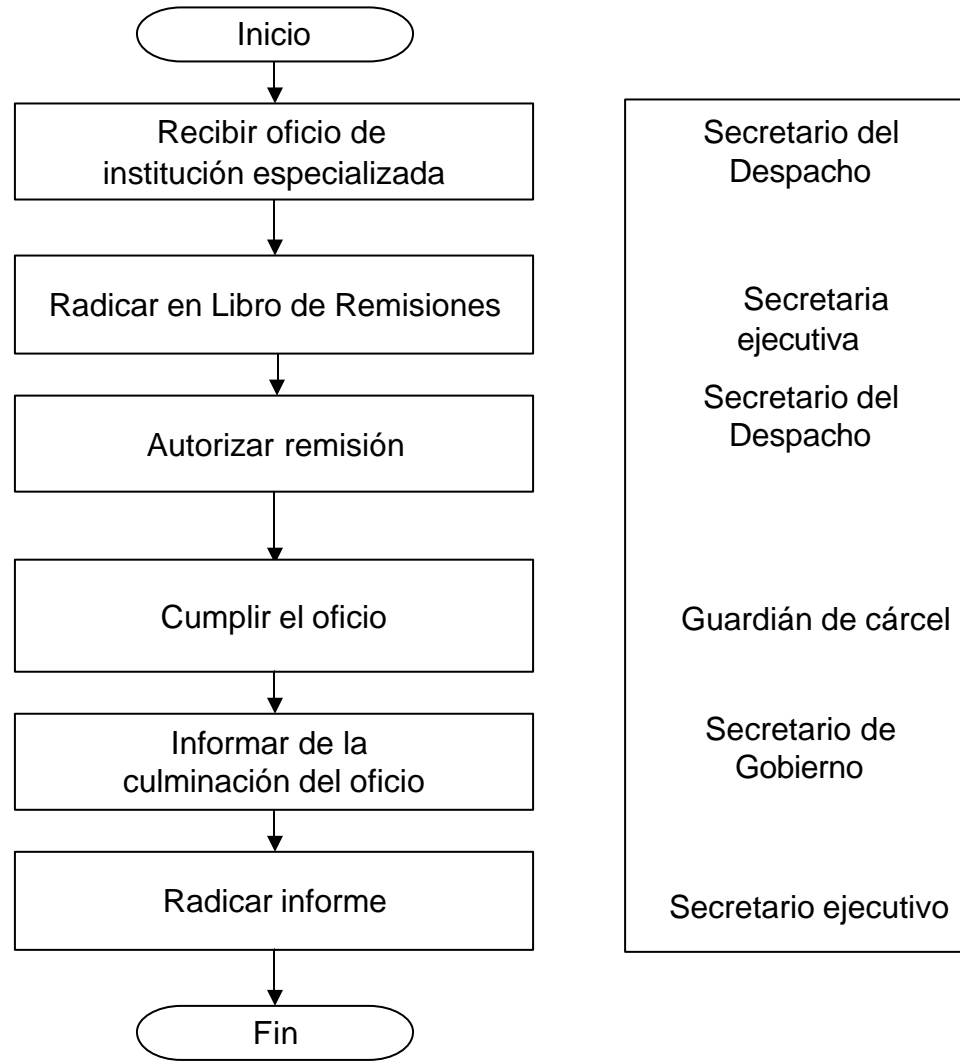 Inicio
Recibir oficio de
institución especializada
Secretario del
Despacho
Radicar en Libro de Remisiones
Secretaria
ejecutiva
Autorizar remisión
Secretario del
Despacho
Cumplir el oficio
Guardián de cárcel
Informar de la
culminación del oficio
Secretario de
Gobierno
Radicar informe
Secretario ejecutivo
Fin